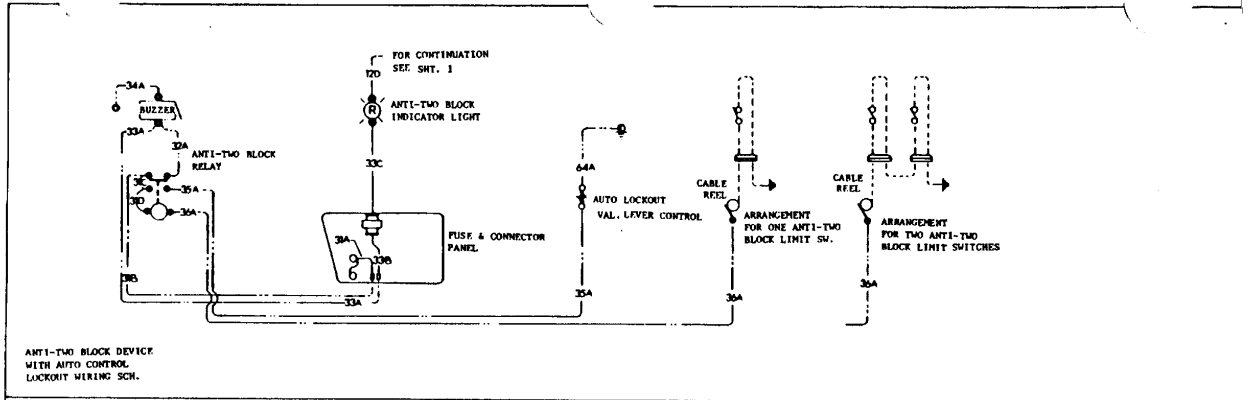 FOR CONTINUATION
SEE SHT. 1
12D
34A
BUZZER
ANTI-TWO BLOCK
INDICATOR LIGHT
R
33A
32A
ANTI-TWO BLOCK
RELAY
33C
64A
31C
35A
31D
36A
CABLE
REEL
CABLE
REEL
AUTO LOCKOUT
VAL. LEVER CONTROL
ARRANGEMENT
FOR ONE ANTI-TWO
BLOCK LIMIT SW.
ARRANGEMENT
FOR TWO ANTI-TWO
BLOCK LIMIT SWITCHES
FUSE & CONNECTOR
PANEL
31A
33B
31B
33A
35A
36A
36A
ANTI-TWO BLOCK DEVICE
WITH AUTO CONTROL
LOCKOUT WIRING SCH.